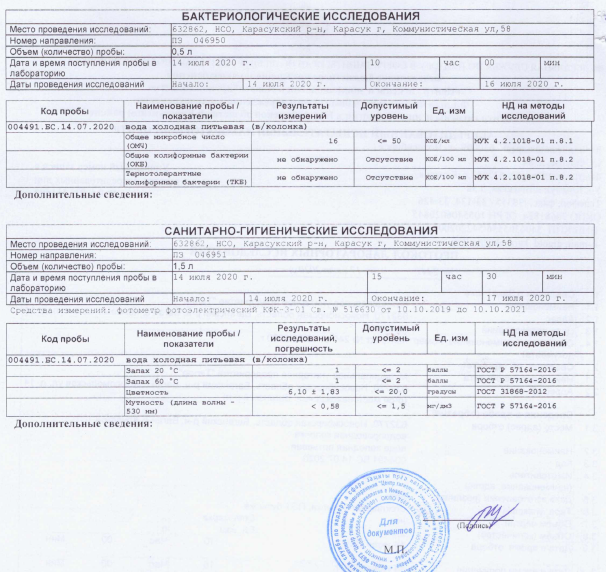 БАКТЕРИОЛОГИЧЕСКИЕ ИССЛЕДОВАНИЯ
Место проведения исследований: 632862, НСО, Карасукский р-н, Карасук г, Коммунистическая ул,58
Номер направления: ПЭ 046950
Объем (количество) пробы: 0,5 л
Дата и время поступления пробы в 14 июля 2020 г. 10 час 00 мин
лабораторию
Даты проведения исследований Начало: 14 июля 2020 г. Окончание: 16 июля 2020 г.
Код пробы Наименование пробы / показатели Результаты измерений Допустимый уровень Ед. изм НД на методы исследований
004491.БС.14.07.2020 вода холодная питьевая (в/колонка)
Общее микробное число (ОМЧ) 16 <= 50 КОЕ/мл МУК 4.2.1018-01 п.8.1
Общие колиформные бактерии (ОКБ) не обнаружено Отсутствие КОЕ/100 мл МУК 4.2.1018-01 п.8.2
Термотолерантные колиформные бактерии (ТКБ) не обнаружено Отсутствие КОЕ/100 мл МУК 4.2.1018-01 п.8.2
Дополнительные сведения:
САНИТАРНО-ГИГИЕНИЧЕСКИЕ ИССЛЕДОВАНИЯ
Место проведения исследований: 632862, НСО, Карасукский р-н, Карасук г, Коммунистическая ул,58
Номер направления: ПЭ 046951
Объем (количество) пробы: 1,5 л
Дата и время поступления пробы в 14 июля 2020 г. 15 час 30 мин
лабораторию
Даты проведения исследований Начало: 14 июля 2020 г. Окончание: 17 июля 2020 г.
Средства измерений: фотометр фотоэлектрический КФК-3-01 Св. № 516630 от 10.10.2019 до 10.10.2021
Код пробы Наименование пробы / показатели Результаты исследований, погрешность Допустимый уровень Ед. изм НД на методы исследований
004491.БС.14.07.2020 вода холодная питьевая (в/колонка)
Запах 20 °С 1 <= 2 баллы ГОСТ Р 57164-2016
Запах 60 °С 1 <= 2 баллы ГОСТ Р 57164-2016
Цветность 6,10 ± 1,83 <= 20,0 градусы ГОСТ 31868-2012
Мутность (длина волны - 530 нм) < 0,58 <= 1,5 мг/дм3 ГОСТ Р 57164-2016
Дополнительные сведения:
Для
документов
(Подпись)
М.П.